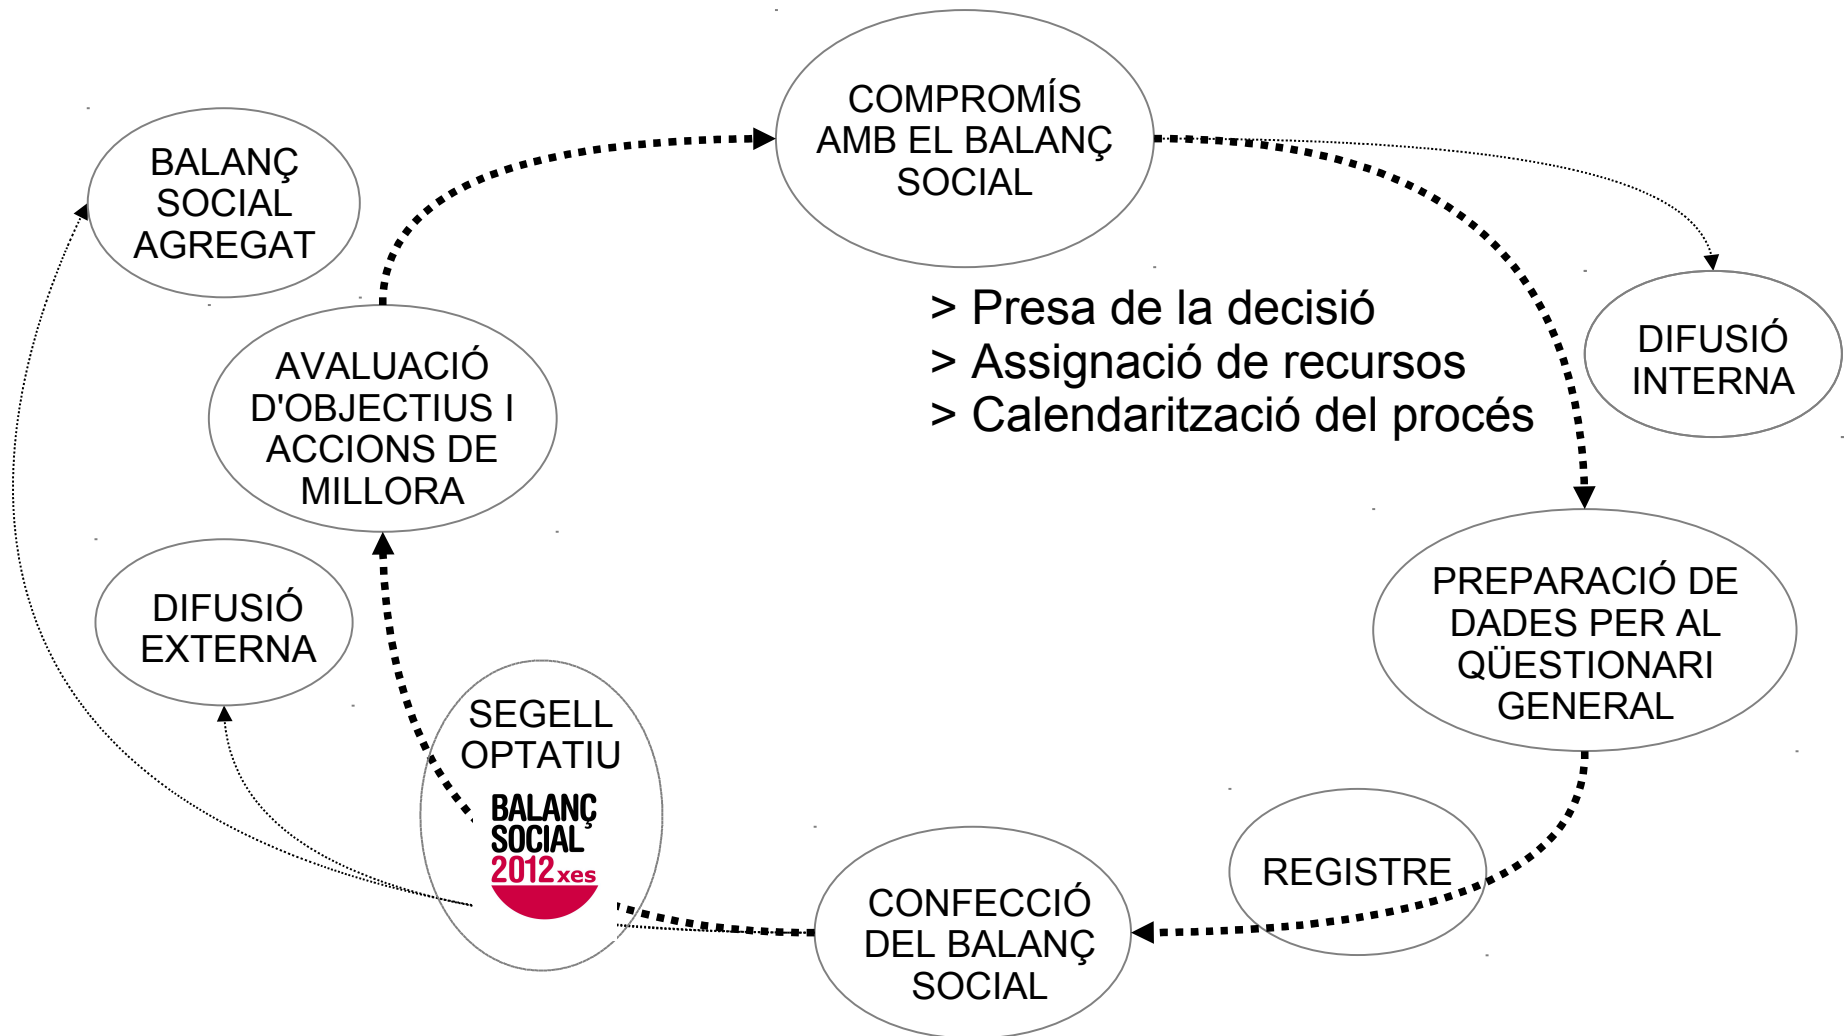 COMPROMÍS
AMB EL BALANÇ
SOCIAL
BALANÇ
SOCIAL
AGREGAT
> Presa de la decisió
> Assignació de recursos
> Calendarització del procés
DIFUSIÓ
INTERNA
AVALUACIÓ
D'OBJECTIUS I
ACCIONS DE
MILLORA
PREPARACIÓ DE
DADES PER AL
QÜESTIONARI
GENERAL
DIFUSIÓ
EXTERNA
SEGELL
OPTATIU
BALANÇ
SOCIAL
2012 xes
REGISTRE
CONFECCIÓ
DEL BALANÇ
SOCIAL